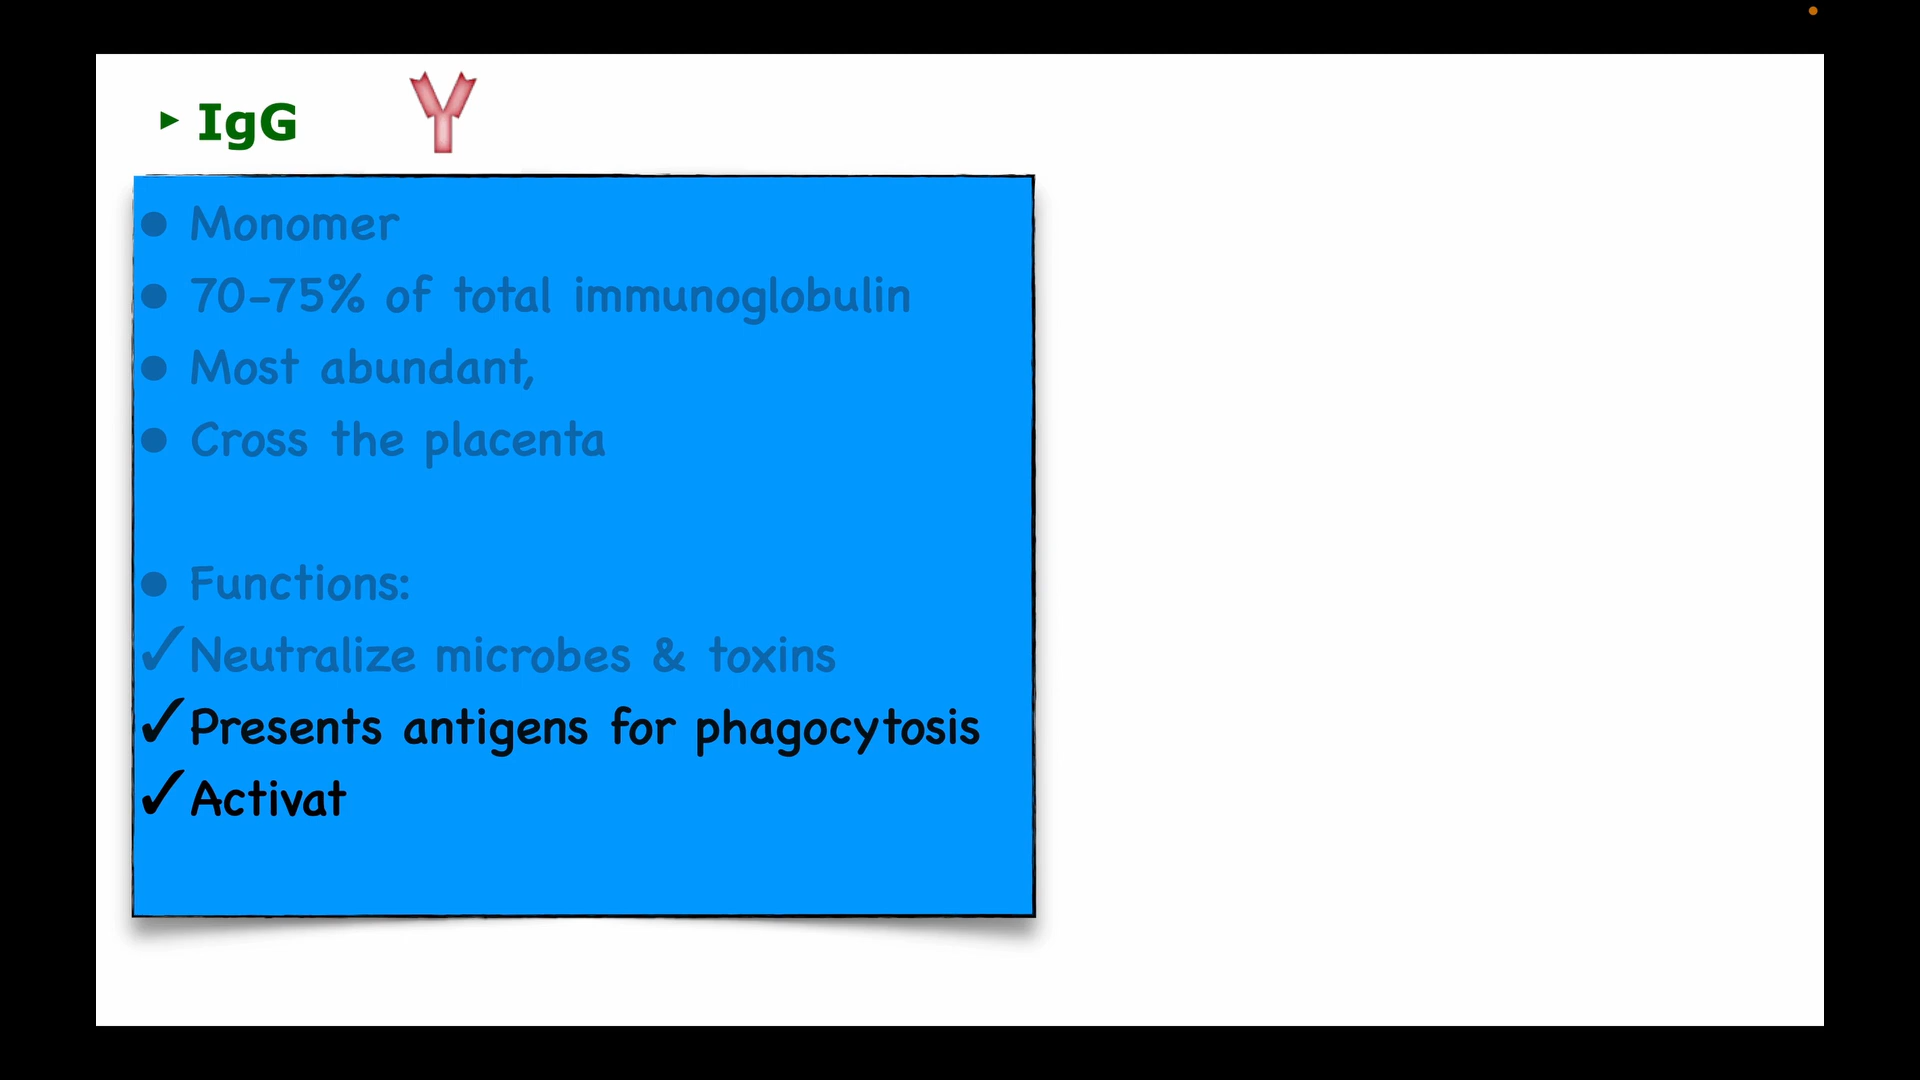 ▸ IgG
● Monomer
● 70-75% of total immunoglobulin
● Most abundant,
● Cross the placenta
● Functions:
✓Neutralize microbes & toxins
✓Presents antigens for phagocytosis
✓Activat